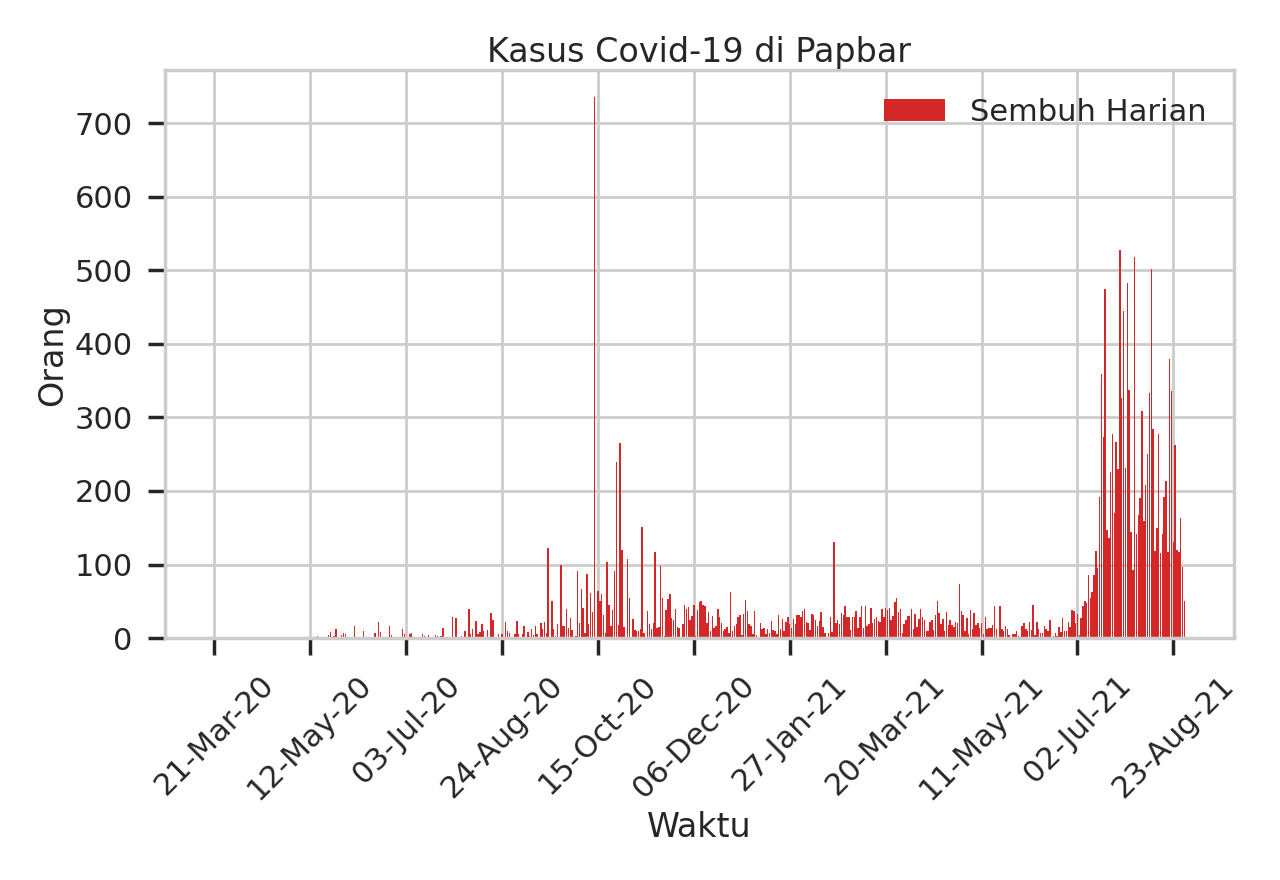 Kasus Covid-19 di Papbar
Sembuh Harian
Orang
700
600
500
400
300
200
100
0
21-Mar-20
12-May-20
03-Jul-20
24-Aug-20
15-Oct-20
06-Dec-20
27-Jan-21
20-Mar-21
11-May-21
02-Jul-21
23-Aug-21
Waktu